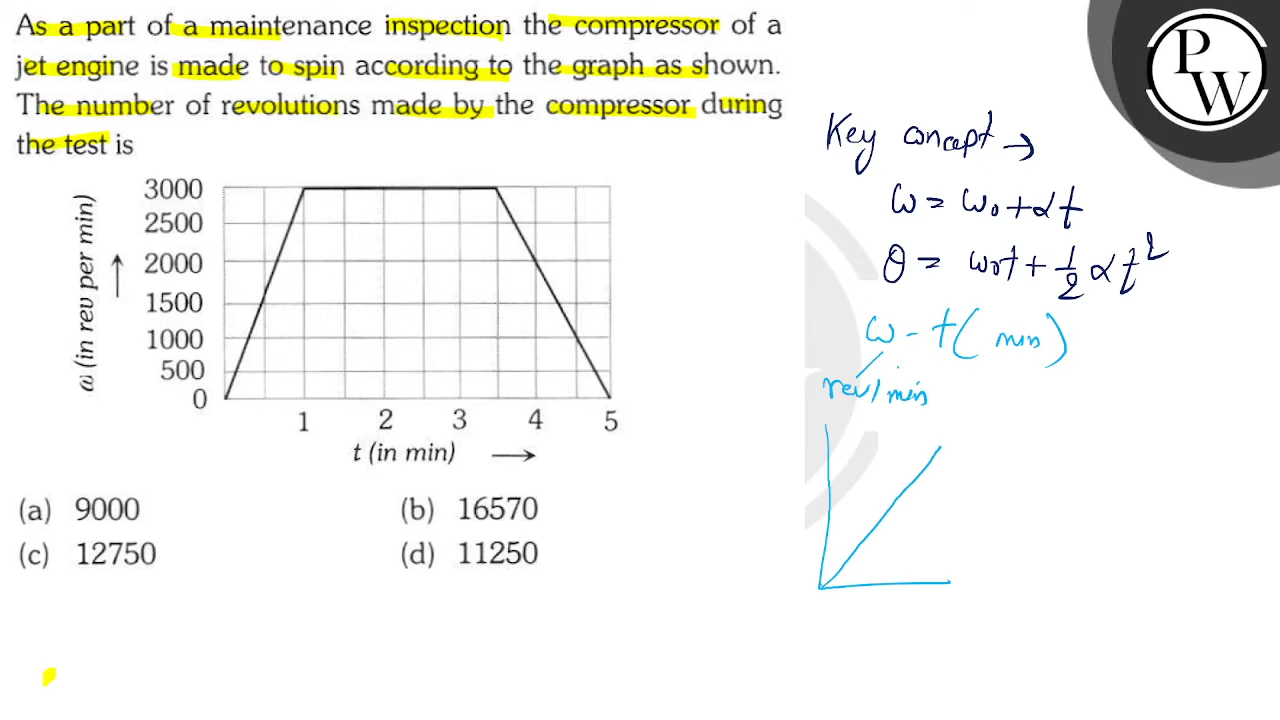 As a part of a maintenance inspection the compressor of a
jet engine is made to spin according to the graph as shown.
The number of revolutions made by the compressor during
the test is
3000
2500
2000
1500
1000
500
0
ω (in rev per min)
1 2 3 4 5
t (in min)
(a) 9000 (b) 16570
(c) 12750 (d) 11250
P
W
Key concept →
ω = ω₀ + αt
θ = ω₀t + 1/2 αt²
ω - t ( min )
rev/min